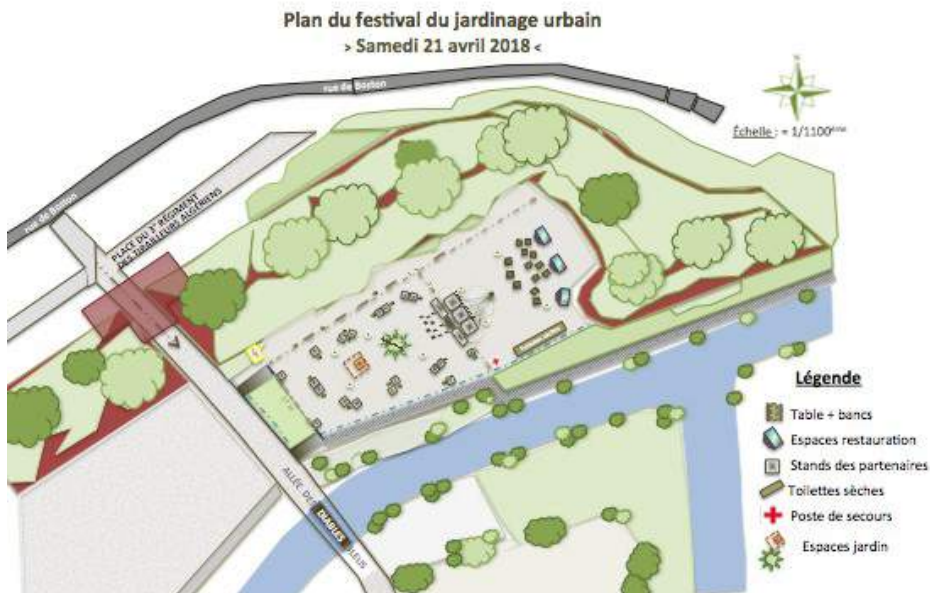 Plan du festival du jardinage urbain
> Samedi 21 avril 2018 <
rue de Boston
Échelle : = 1/1100ème
rue de Boston
PLACE DU 3° RÉGIMENT
DES TIRAILLEURS ALGÉRIENS
ALLÉE DES
DIABLES
BLEUS
Légende
Table + bancs
Espaces restauration
Stands des partenaires
Toilettes sèches
Poste de secours
Espaces jardin